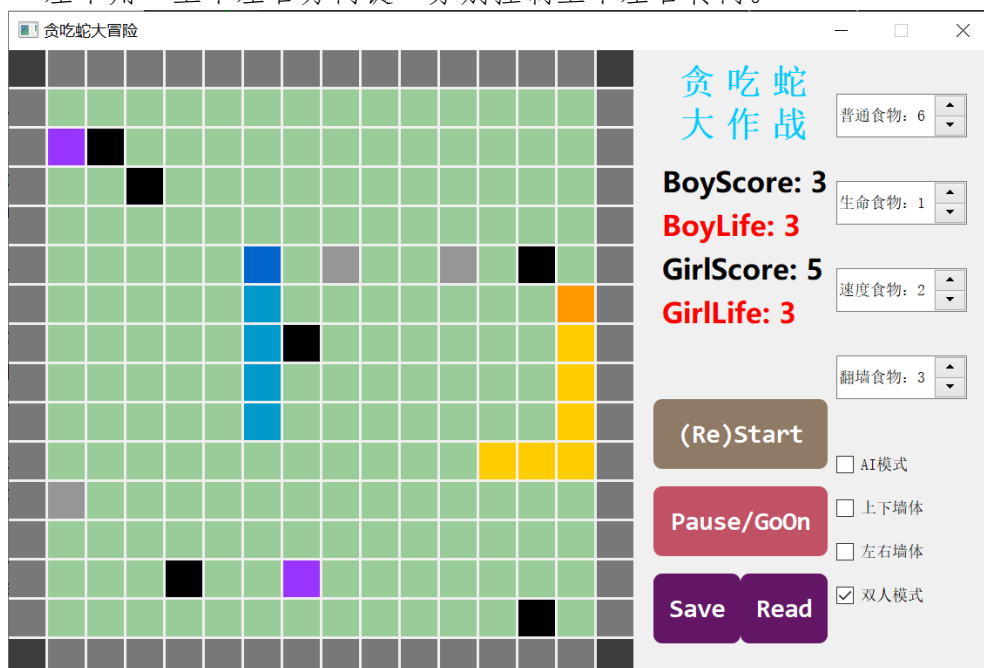 贪吃蛇大冒险
贪 吃 蛇
大 作 战
普通食物: 6
BoyScore: 3
生命食物: 1
BoyLife: 3
GirlScore: 5
速度食物: 2
GirlLife: 3
翻墙食物: 3
(Re)Start
AI模式
Pause/GoOn
上下墙体
左右墙体
Save
Read
双人模式